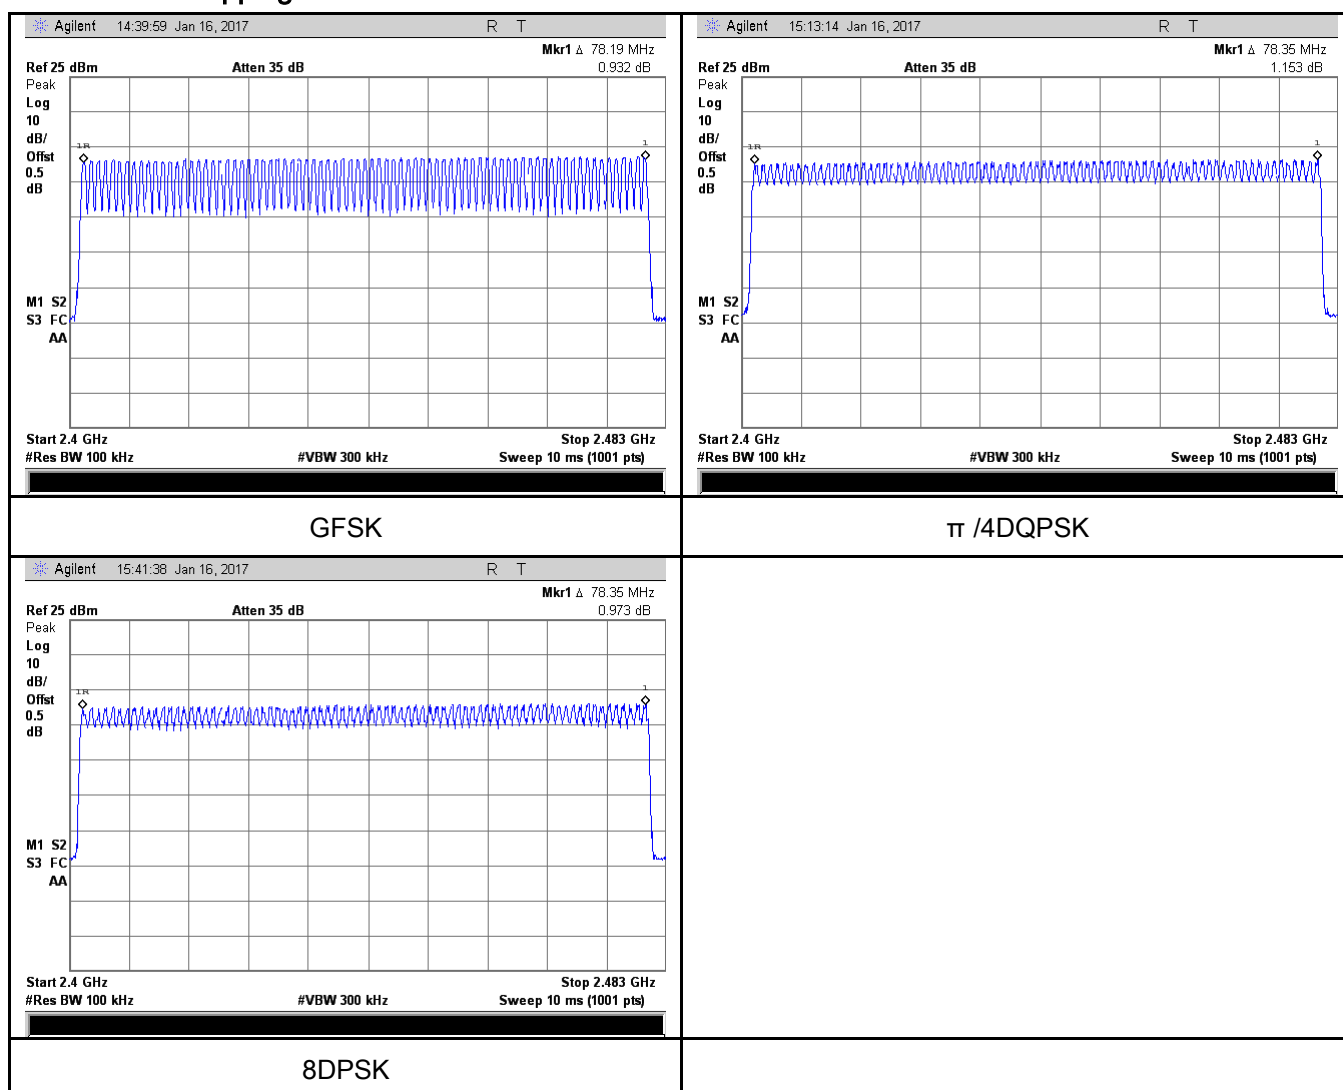 Agilent 14:39:59 Jan 16, 2017 R T
Mkr1 Δ 78.19 MHz
Ref 25 dBm Atten 35 dB 0.932 dB
Peak
Log
10
dB/
Offst
0.5
dB
1R
1
M1 S2
S3 FC
AA
Start 2.4 GHz Stop 2.483 GHz
#Res BW 100 kHz #VBW 300 kHz Sweep 10 ms (1001 pts)
GFSK
Agilent 15:13:14 Jan 16, 2017 R T
Mkr1 Δ 78.35 MHz
Ref 25 dBm Atten 35 dB 1.153 dB
Peak
Log
10
dB/
Offst
0.5
dB
1R
1
M1 S2
S3 FC
AA
Start 2.4 GHz Stop 2.483 GHz
#Res BW 100 kHz #VBW 300 kHz Sweep 10 ms (1001 pts)
π /4DQPSK
Agilent 15:41:38 Jan 16, 2017 R T
Mkr1 Δ 78.35 MHz
Ref 25 dBm Atten 35 dB 0.973 dB
Peak
Log
10
dB/
Offst
0.5
dB
1R
1
M1 S2
S3 FC
AA
Start 2.4 GHz Stop 2.483 GHz
#Res BW 100 kHz #VBW 300 kHz Sweep 10 ms (1001 pts)
8DPSK